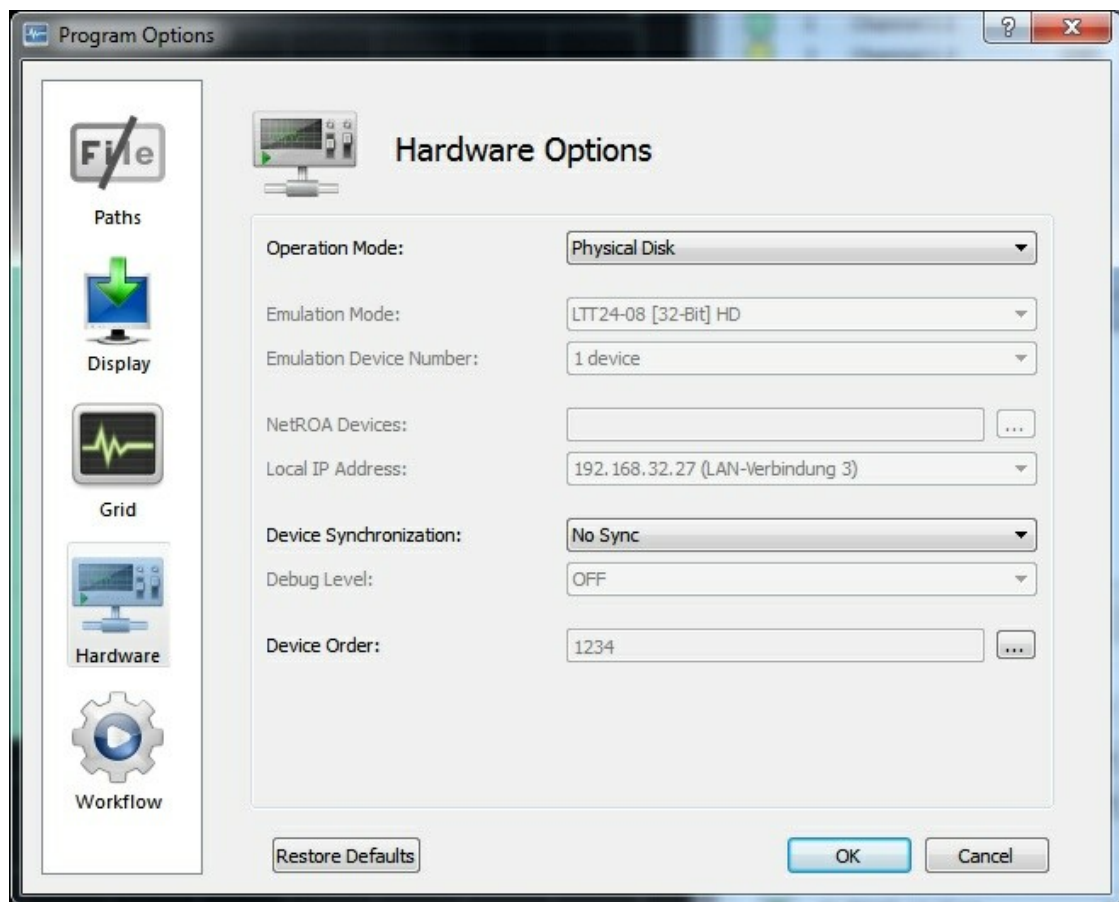 Program Options
File
Paths
Display
Grid
Hardware
Workflow
Hardware Options
Operation Mode: Physical Disk
Emulation Mode: LTT24-08 [32-Bit] HD
Emulation Device Number: 1 device
NetROA Devices: ...
Local IP Address: 192.168.32.27 (LAN-Verbindung 3)
Device Synchronization: No Sync
Debug Level: OFF
Device Order: 1234 ...
Restore Defaults OK Cancel